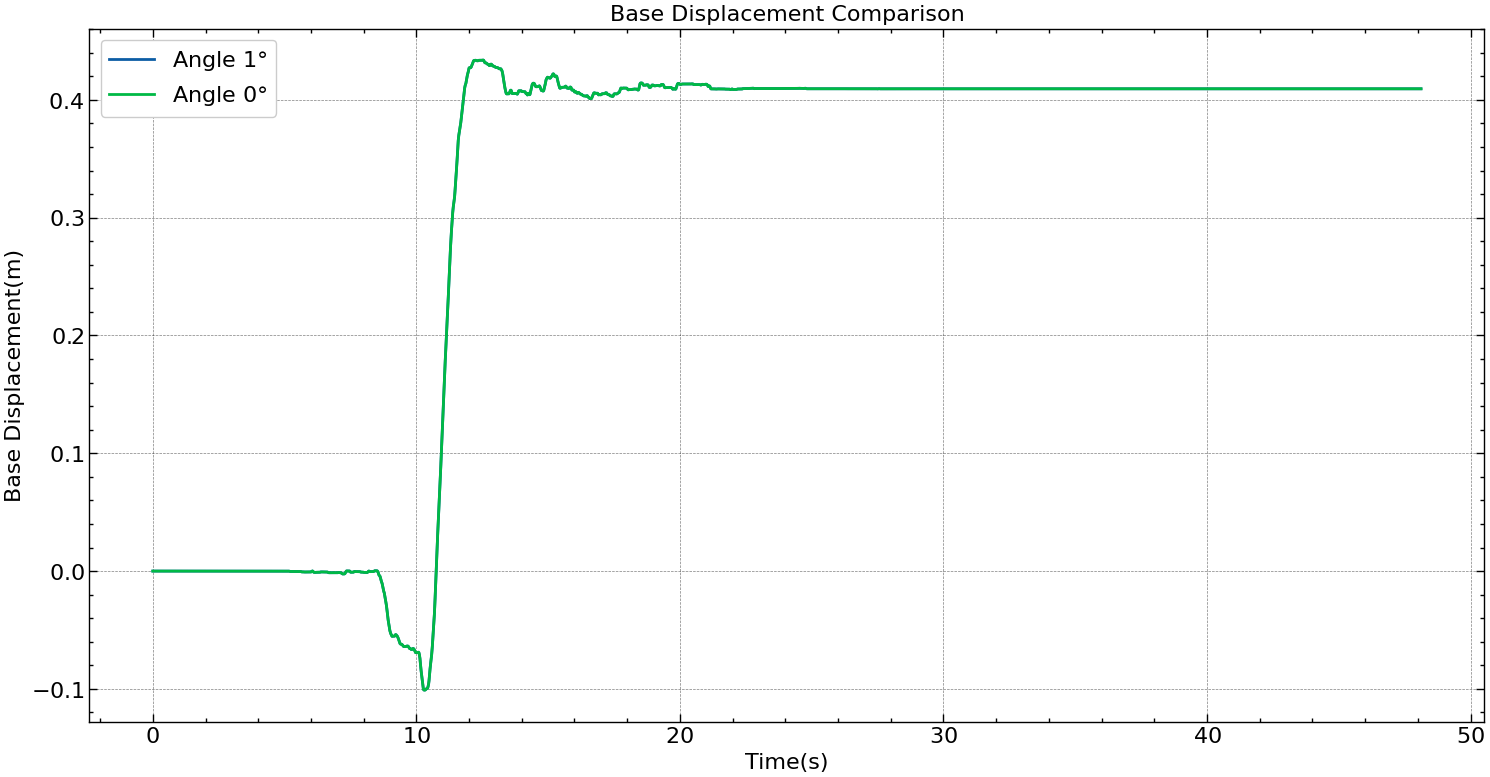 Base Displacement Comparison
Angle 1°
Angle 0°
Base Displacement(m)
0.4
0.3
0.2
0.1
0.0
−0.1
0 10 20 30 40 50
Time(s)